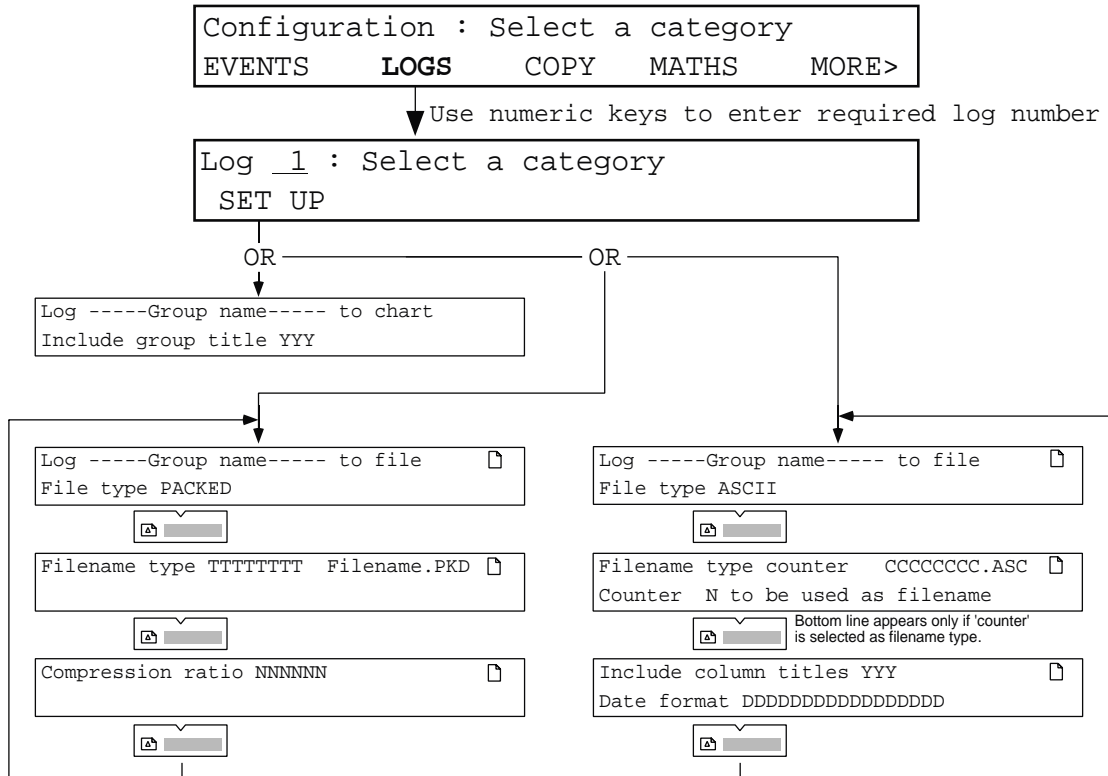 Configuration : Select a category
EVENTS LOGS COPY MATHS MORE>
Use numeric keys to enter required log number
Log 1 : Select a category
SET UP
OR OR
Log -----Group name----- to chart
Include group title YYY
Log -----Group name----- to file
File type PACKED
Log -----Group name----- to file
File type ASCII
Filename type TTTTTTTT Filename.PKD
Filename type counter CCCCCCCC.ASC
Counter N to be used as filename
Bottom line appears only if 'counter'
is selected as filename type.
Compression ratio NNNNNN
Include column titles YYY
Date format DDDDDDDDDDDDDDDDD